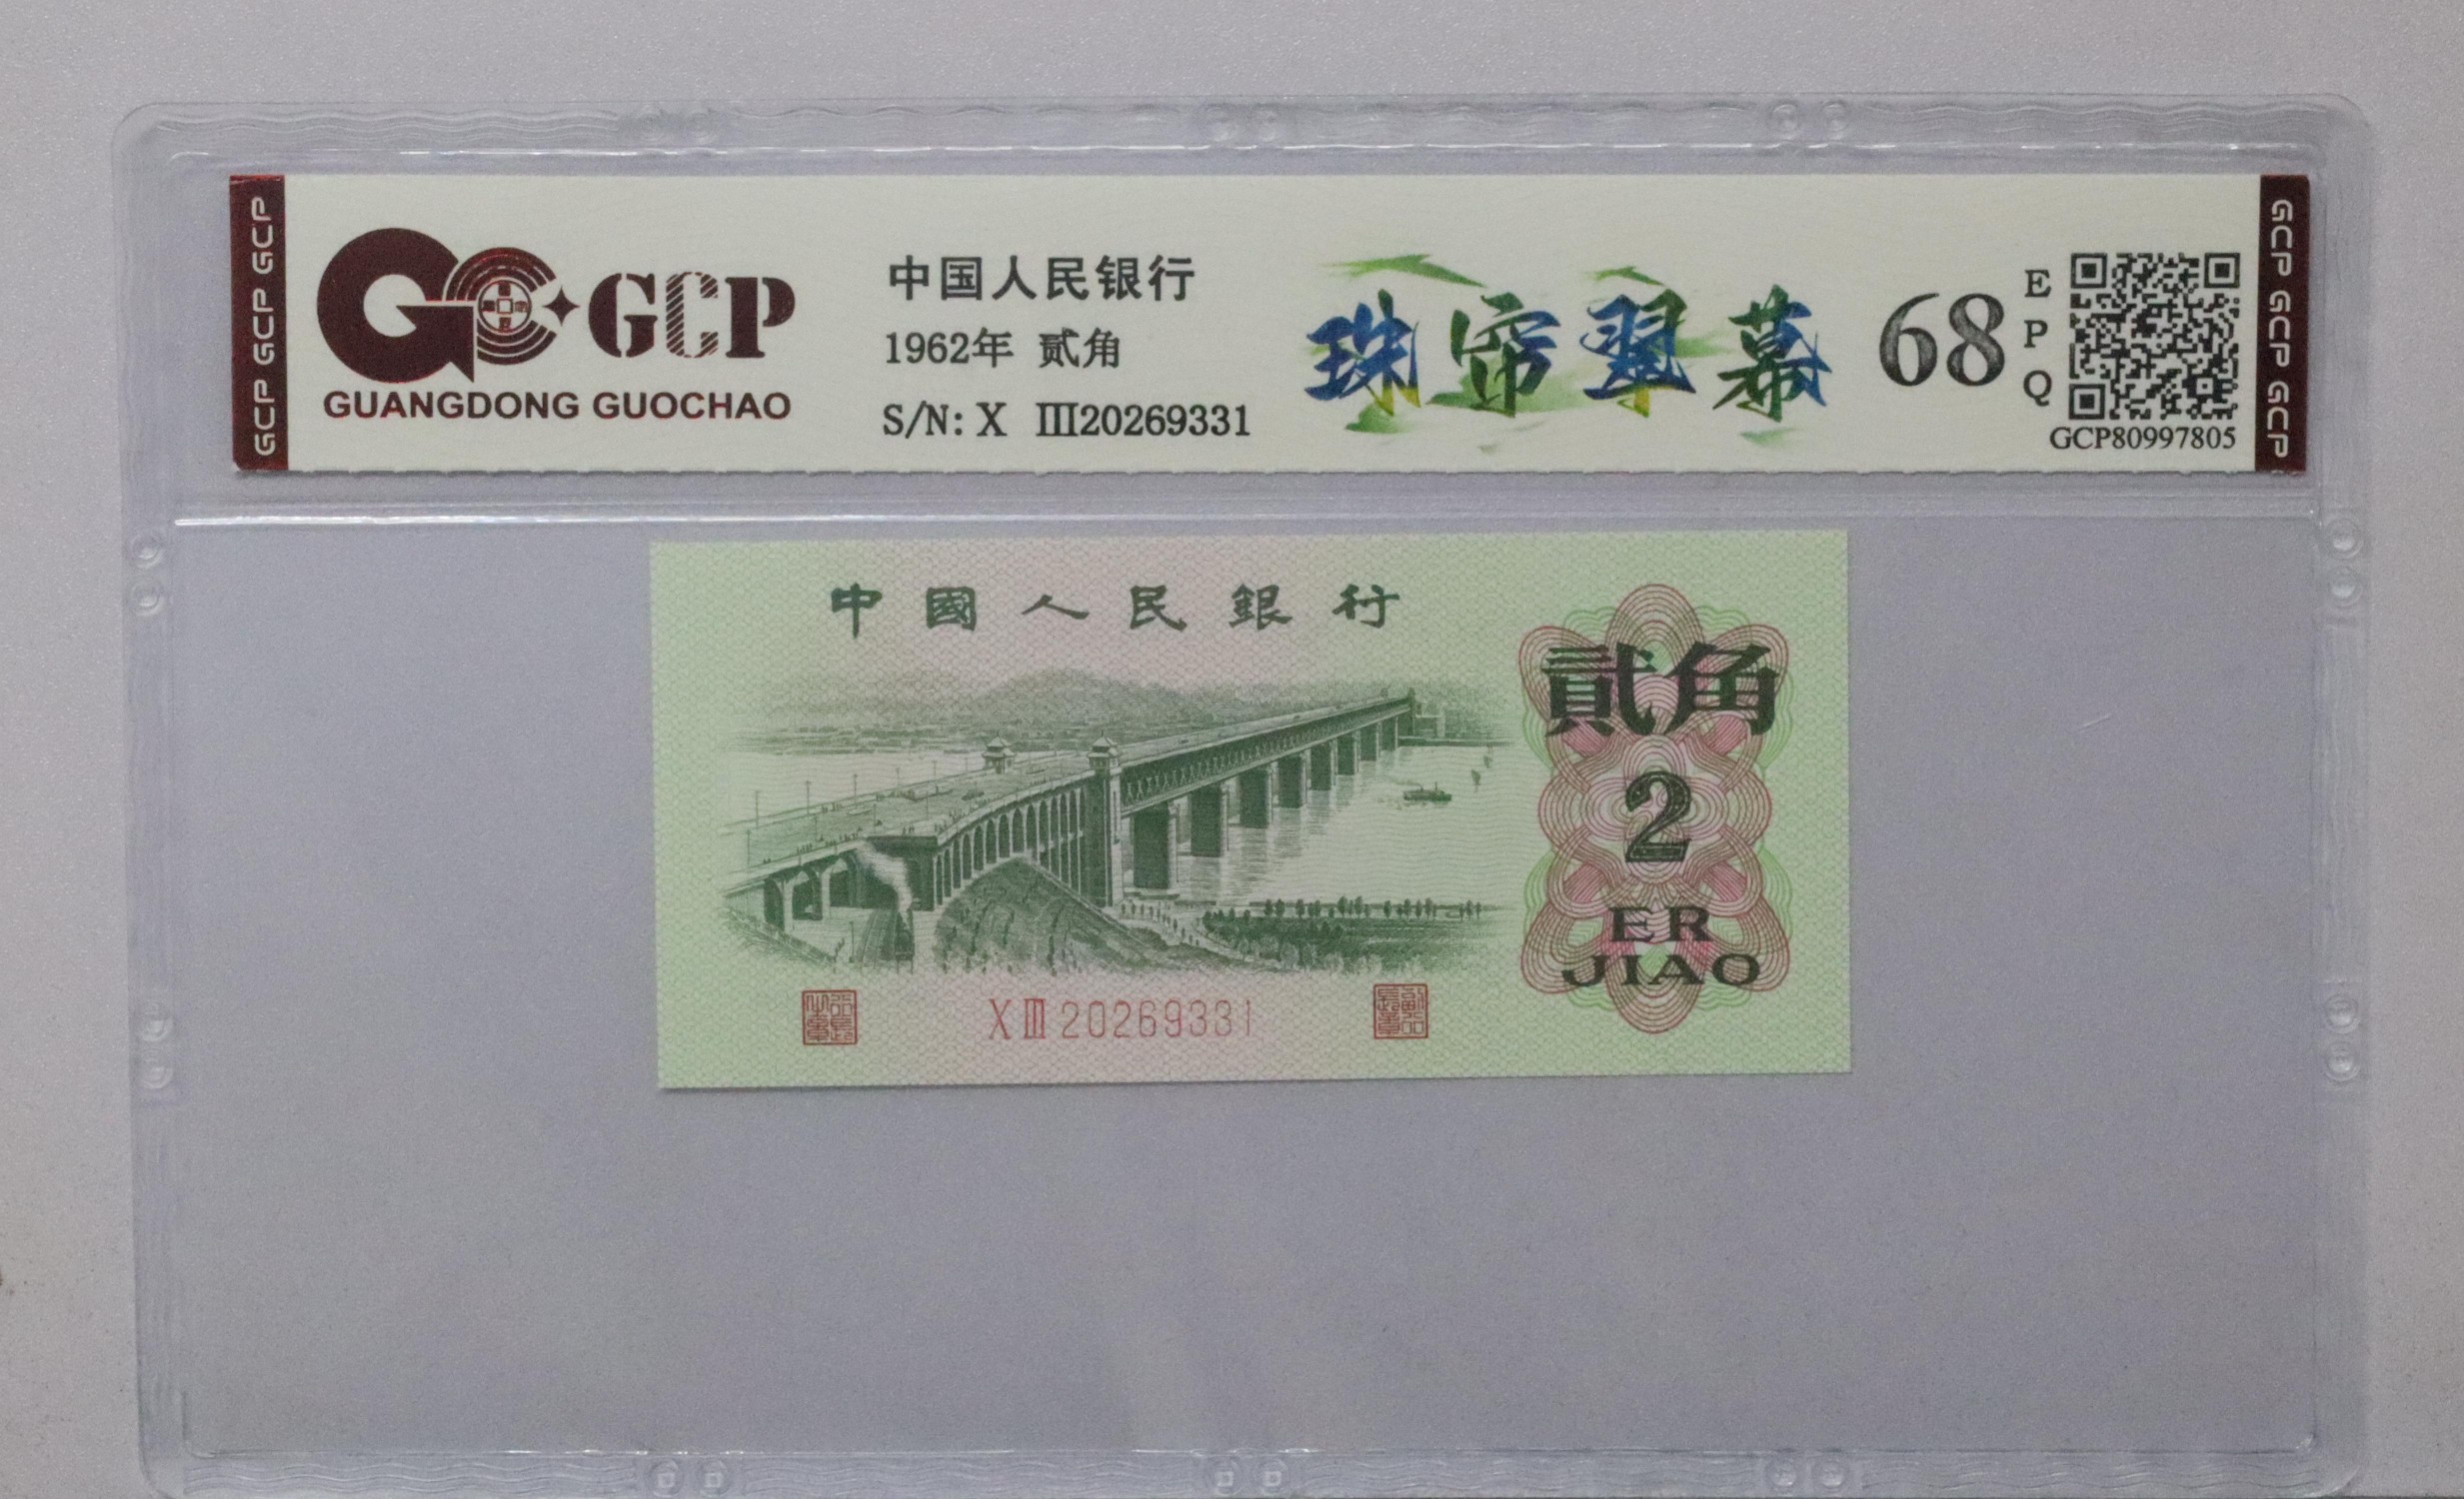 GCP GCP GCP
GCP
GUANGDONG GUOCHAO
中国人民银行
1962年 贰角
S/N: X III20269331
珠帘翠幕
68
EPQ
GCP80997805
GCP GCP GCP
中國人民銀行
貳角
2
ER
JIAO
X III 20269331